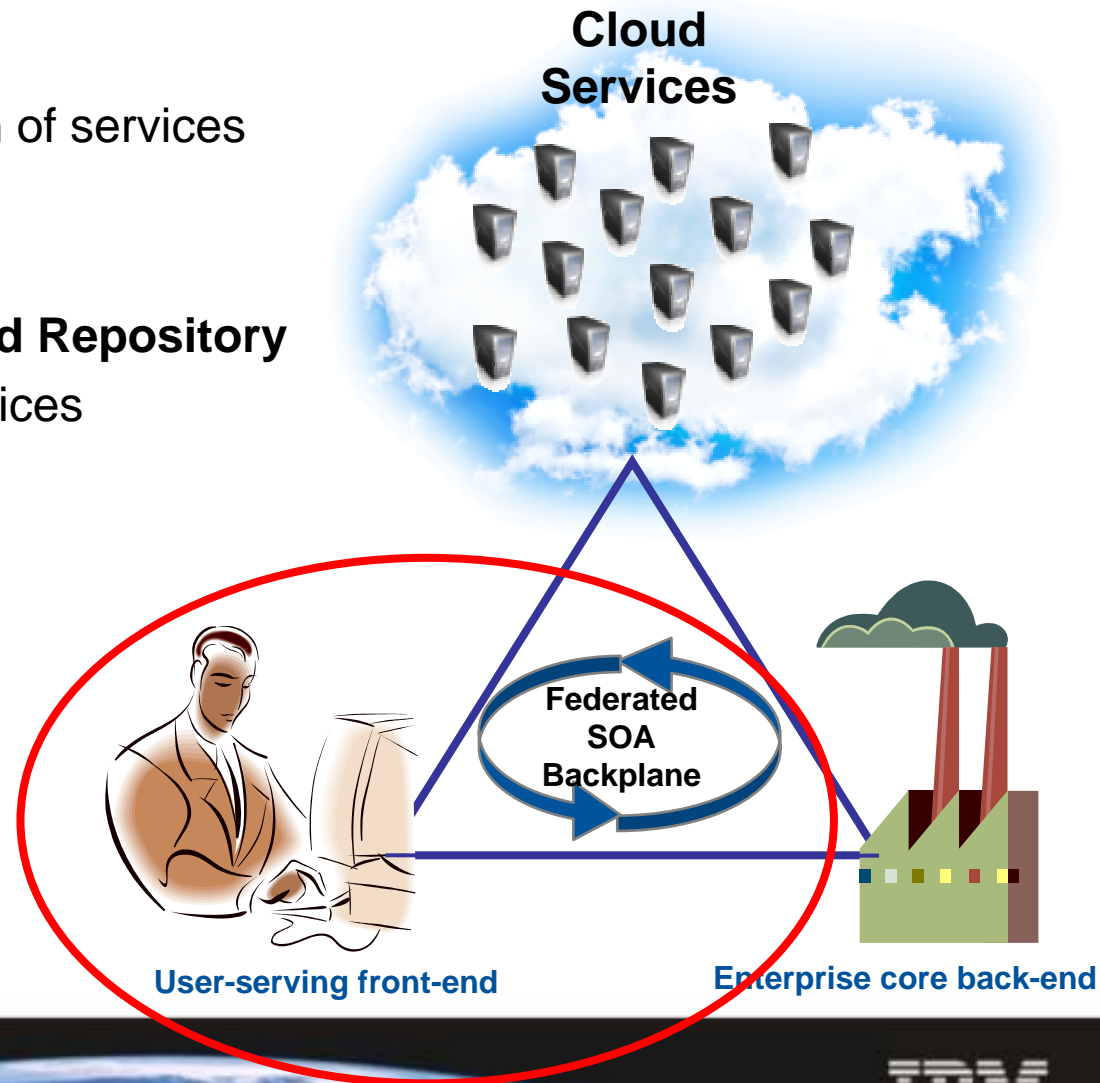 Cloud
Services
of services
d Repository
ices
Federated
SOA
Backplane
User-serving front-end
Enterprise core back-end